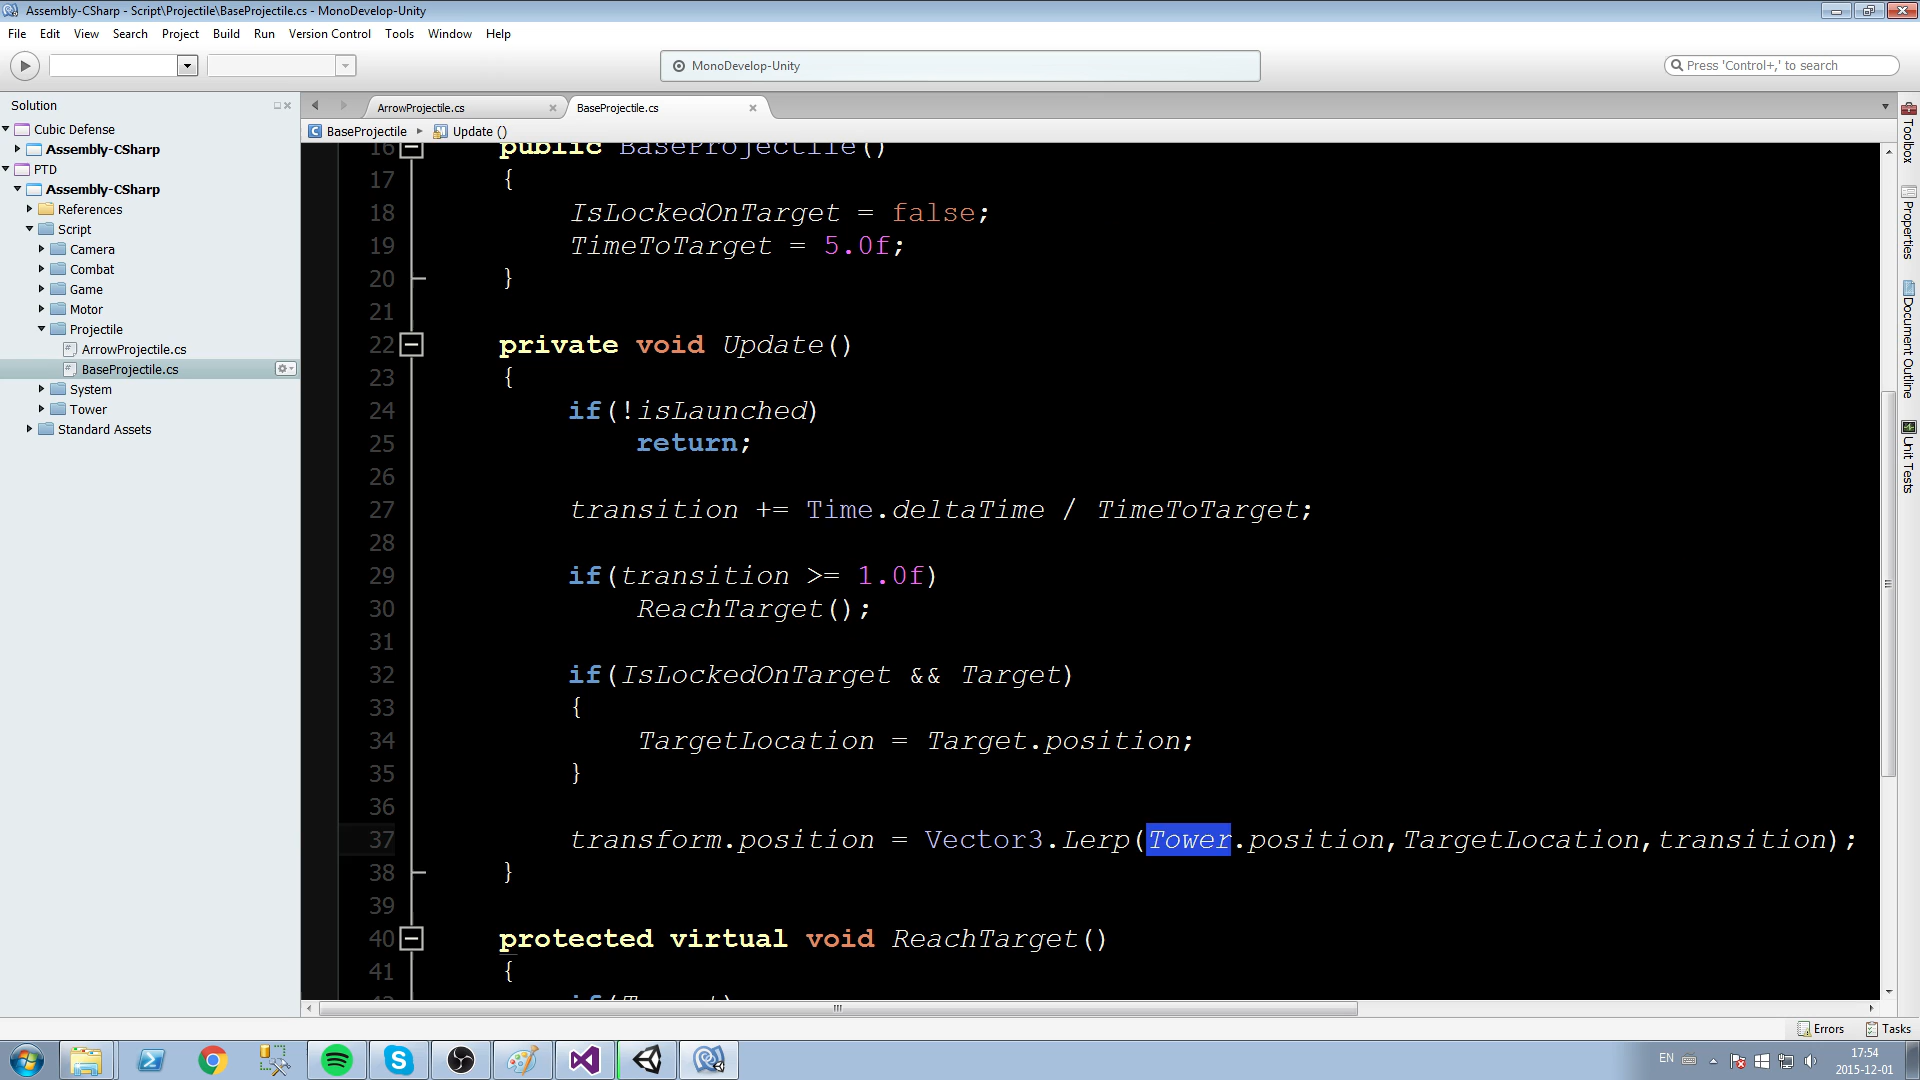 Assembly-CSharp - Script\Projectile\BaseProjectile.cs - MonoDevelop-Unity
File Edit View Search Project Build Run Version Control Tools Window Help
MonoDevelop-Unity
Press 'Control+,' to search
Solution
Cubic Defense
Assembly-CSharp
PTD
Assembly-CSharp
References
Script
Camera
Combat
Game
Motor
Projectile
ArrowProjectile.cs
BaseProjectile.cs
System
Tower
Standard Assets
ArrowProjectile.cs BaseProjectile.cs
BaseProjectile Update ()
16 public BaseProjectile()
17 {
18 IsLockedOnTarget = false;
19 TimeToTarget = 5.0f;
20 }
21
22 private void Update()
23 {
24 if(!isLaunched)
25 return;
26
27 transition += Time.deltaTime / TimeToTarget;
28
29 if(transition >= 1.0f)
30 ReachTarget();
31
32 if(IsLockedOnTarget && Target)
33 {
34 TargetLocation = Target.position;
35 }
36
37 transform.position = Vector3.Lerp(Tower.position,TargetLocation,transition);
38 }
39
40 protected virtual void ReachTarget()
41 {
Toolbox
Properties
Document Outline
Unit Tests
Errors Tasks
EN
17:54
2015-12-01